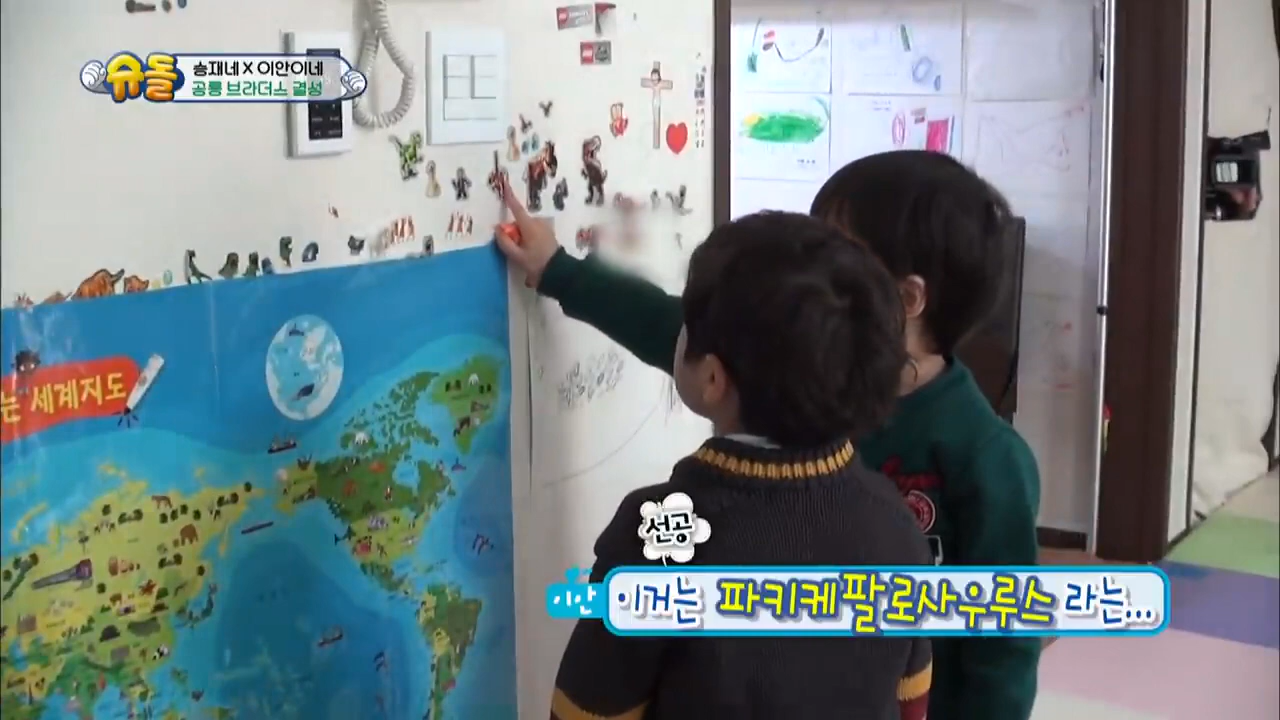 슈돌
승재네 X 이안이네
공룡 브라더스 결성
는 세계지도
선공
이안
이거는 파키케팔로사우루스 라는...